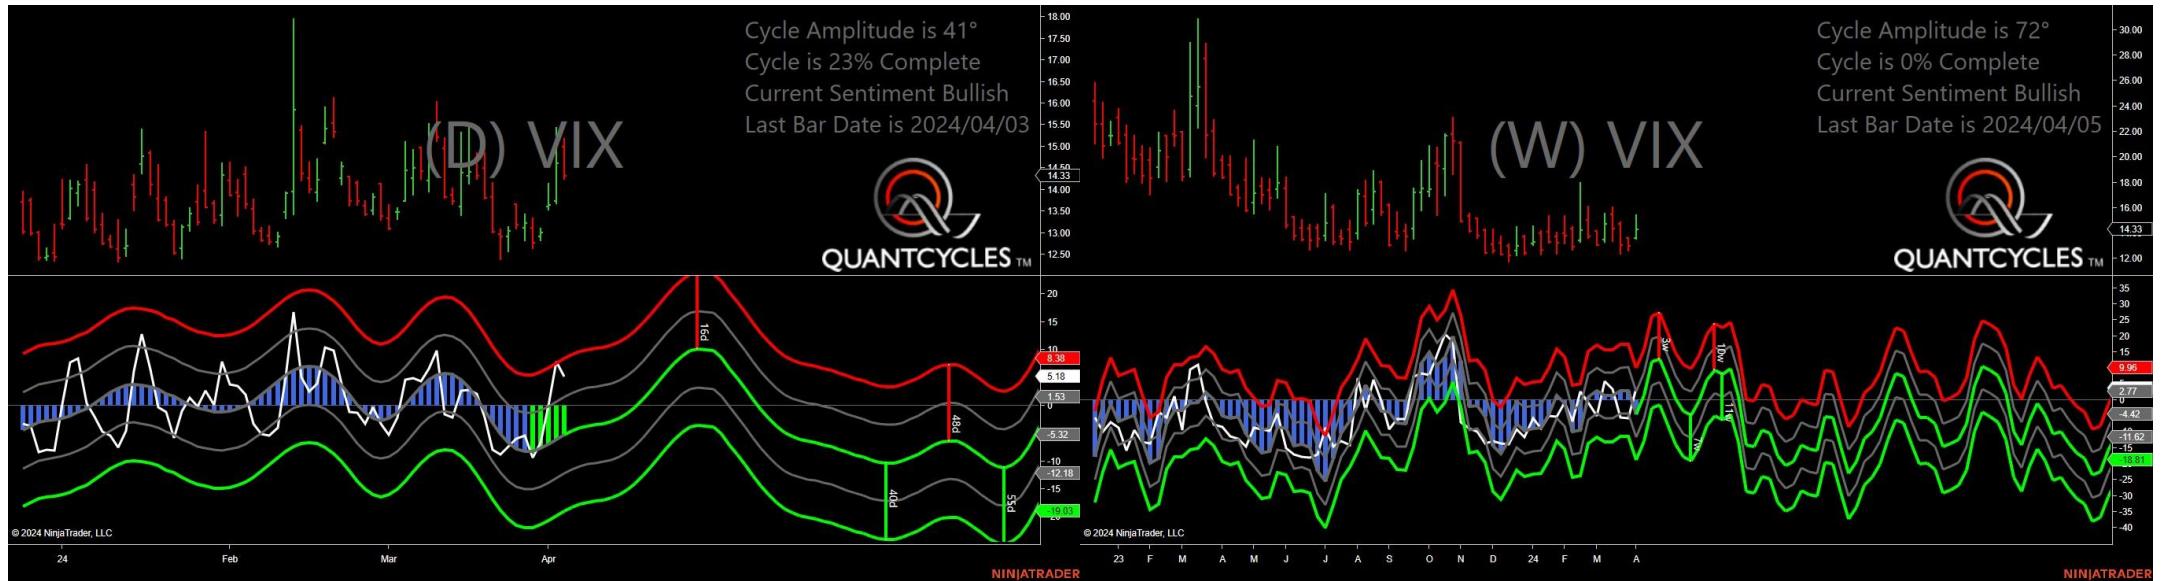 Cycle Amplitude is 41°
Cycle is 23% Complete
Current Sentiment Bullish
Last Bar Date is 2024/04/03
(D) VIX
QUANTCYCLES TM
18.00
17.50
17.00
16.50
16.00
15.50
15.00
14.50
14.33
14.00
13.50
13.00
12.50
20
15
10
8.38
5.18
1.53
0
-5.32
-10
-12.18
-15
-19.03
16d
40d
48d
55d
© 2024 NinjaTrader, LLC
24 Feb Mar Apr
NINJATRADER
Cycle Amplitude is 72°
Cycle is 0% Complete
Current Sentiment Bullish
Last Bar Date is 2024/04/05
(W) VIX
QUANTCYCLES TM
30.00
28.00
26.00
24.00
22.00
20.00
18.00
16.00
14.33
12.00
35
30
25
20
15
9.96
2.77
0
-4.42
-11.62
-15
-18.81
-25
-30
-35
-40
3w
10w
7w
11w
© 2024 NinjaTrader, LLC
23 F M A M J J A S O N D 24 F M A
NINJATRADER